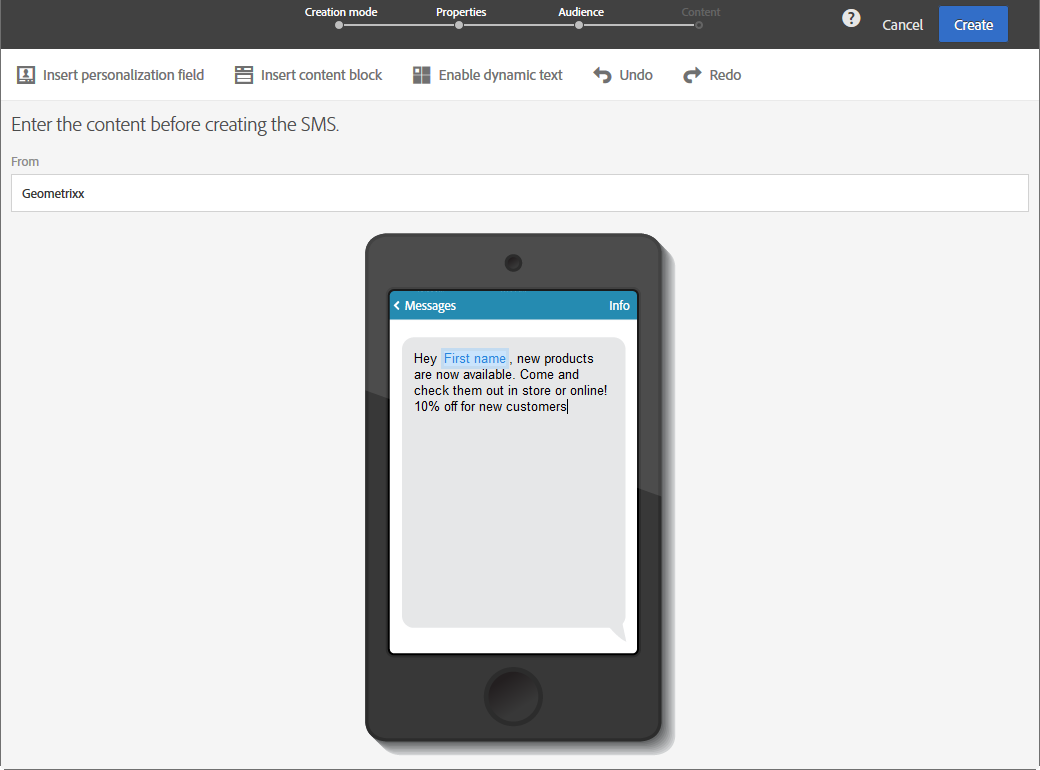 Creation mode Properties Audience Content
? Cancel Create
Insert personalization field Insert content block Enable dynamic text Undo Redo
Enter the content before creating the SMS.
From
Geometrixx
Messages Info
Hey First name , new products
are now available. Come and
check them out in store or online!
10% off for new customers